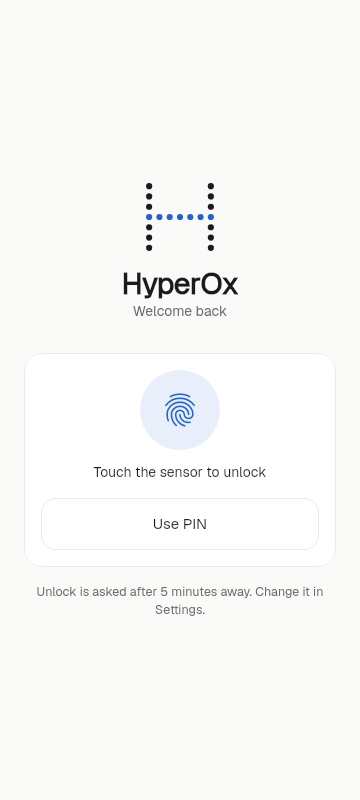 HyperOx
Welcome back
Touch the sensor to unlock
Use PIN
Unlock is asked after 5 minutes away. Change it in
Settings.